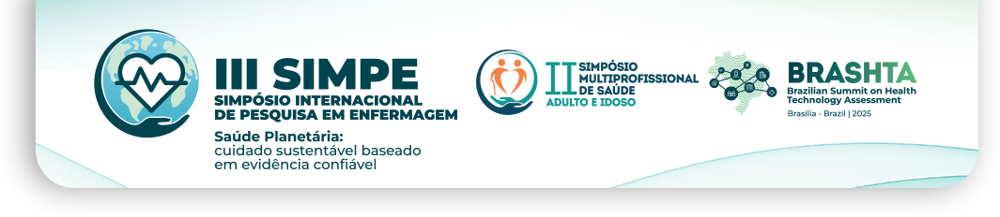 III SIMPE
SIMPÓSIO INTERNACIONAL
DE PESQUISA EM ENFERMAGEM
Saúde Planetária:
cuidado sustentável baseado
em evidência confiável
II SIMPÓSIO
MULTIPROFISSIONAL
DE SAÚDE
ADULTO E IDOSO
BRASHTA
Brazilian Summit on Health
Technology Assessment
Brasilia - Brazil | 2025